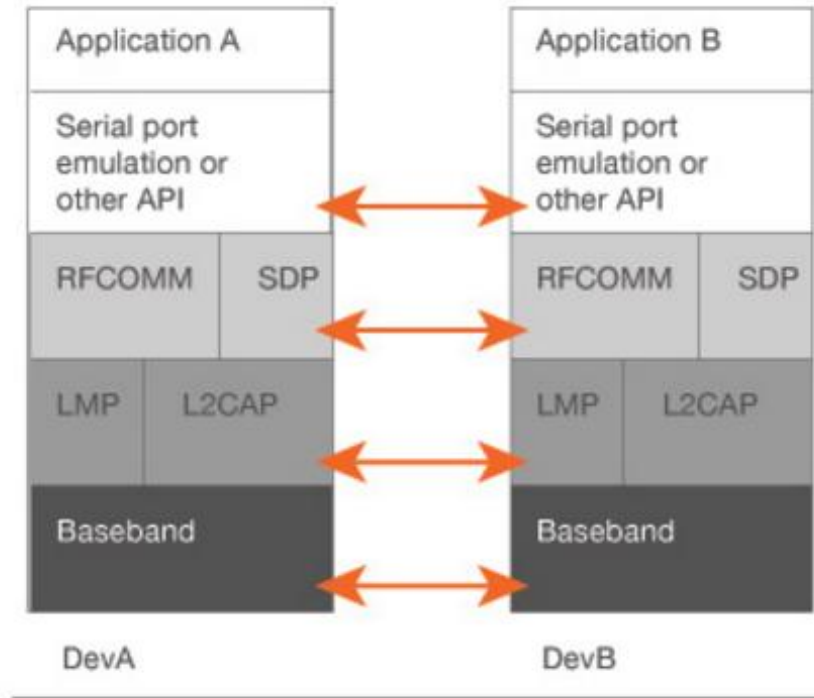 Application A
Serial port
emulation or
other API
RFCOMM SDP
LMP L2CAP
Baseband
DevA
Application B
Serial port
emulation or
other API
RFCOMM SDP
LMP L2CAP
Baseband
DevB